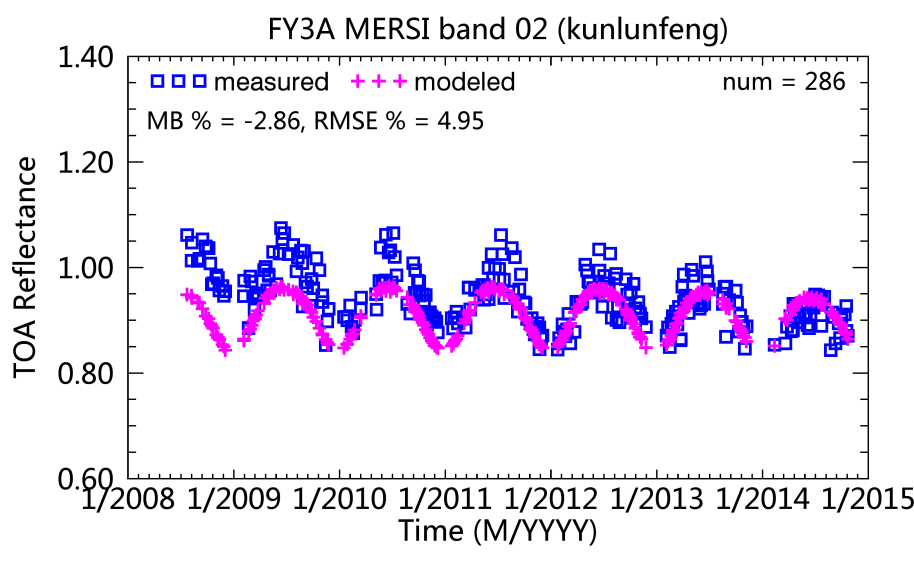 FY3A MERSI band 02 (kunlunfeng)
measured modeled num = 286
MB % = -2.86, RMSE % = 4.95
1.40
1.20
1.00
0.80
0.60
TOA Reflectance
1/2008 1/2009 1/2010 1/2011 1/2012 1/2013 1/2014 1/2015
Time (M/YYYY)